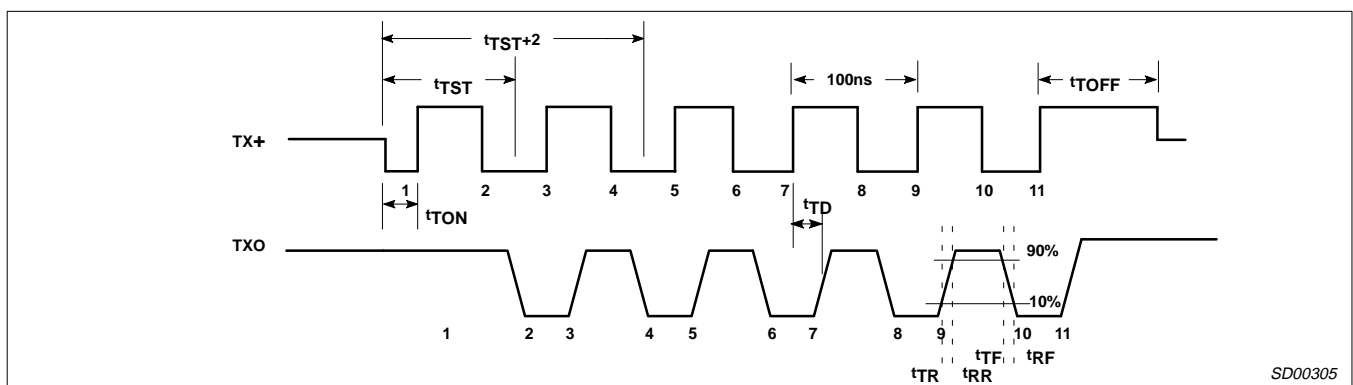 tTST+2
tTST
100ns
tTOFF
TX+
1 2 3 4 5 6 7 8 9 10 11
tTON
tTD
TXO
90%
10%
1 2 3 4 5 6 7 8 9 10 11
tTF tRF
tTR tRR
SD00305